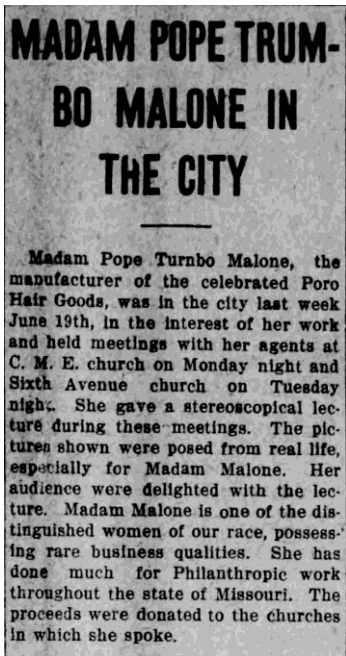 MADAM POPE TRUM-
BO MALONE IN
THE CITY
Madam Pope Turnbo Malone, the
manufacturer of the celebrated Poro
Hair Goods, was in the city last week
June 19th, in the interest of her work
and held meetings with her agents at
C. M. E. church on Monday night and
Sixth Avenue church on Tuesday
night. She gave a stereoscopical lec-
ture during these meetings. The pic-
tures shown were posed from real life,
especially for Madam Malone. Her
audience were delighted with the lec-
ture. Madam Malone is one of the dis-
tinguished women of our race, possess-
ing rare business qualities. She has
done much for Philanthropic work
throughout the state of Missouri. The
proceeds were donated to the churches
in which she spoke.